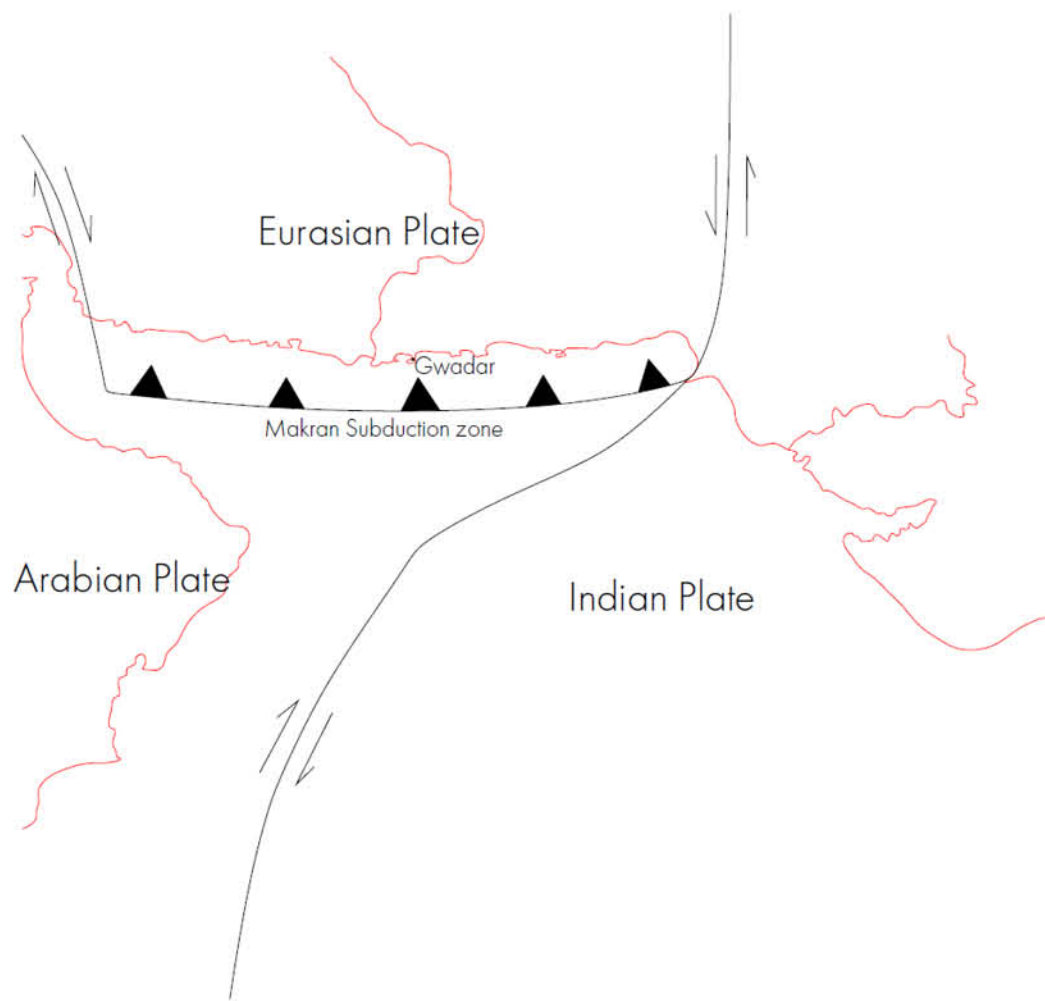 Eurasian Plate
Gwadar
Makran Subduction zone
Arabian Plate
Indian Plate